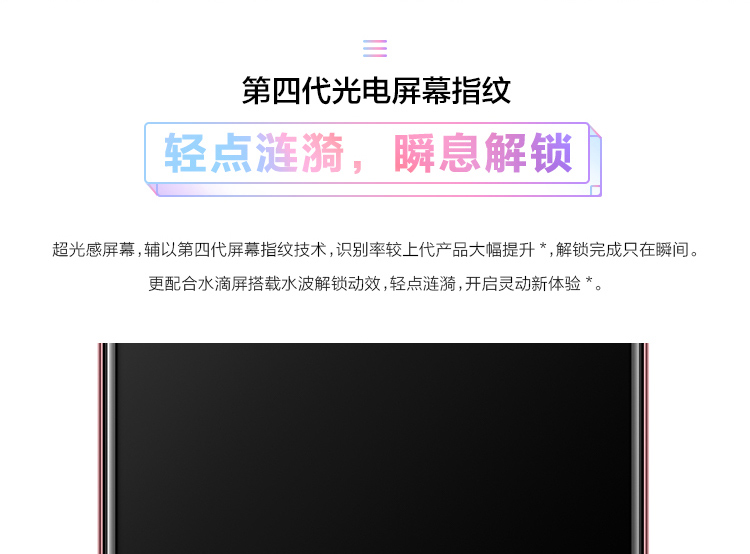 第四代光电屏幕指纹
轻点涟漪，瞬息解锁
超光感屏幕,辅以第四代屏幕指纹技术,识别率较上代产品大幅提升*,解锁完成只在瞬间。
更配合水滴屏搭载水波解锁动效,轻点涟漪,开启灵动新体验*。